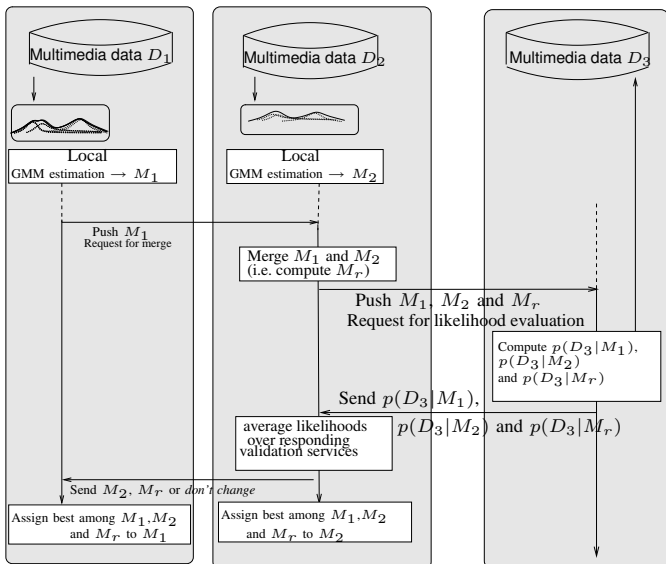 Multimedia data D₁
Multimedia data D₂
Multimedia data D₃
Local
GMM estimation → M₁
Local
GMM estimation → M₂
Push M₁
Request for merge
Merge M₁ and M₂
(i.e. compute Mᵣ)
Push M₁, M₂ and Mᵣ
Request for likelihood evaluation
Compute p(D₃|M₁),
p(D₃|M₂)
and p(D₃|Mᵣ)
Send p(D₃|M₁),
p(D₃|M₂) and p(D₃|Mᵣ)
average likelihoods
over responding
validation services
Send M₂, Mᵣ or don't change
Assign best among M₁,M₂
and Mᵣ to M₁
Assign best among M₁,M₂
and Mᵣ to M₂